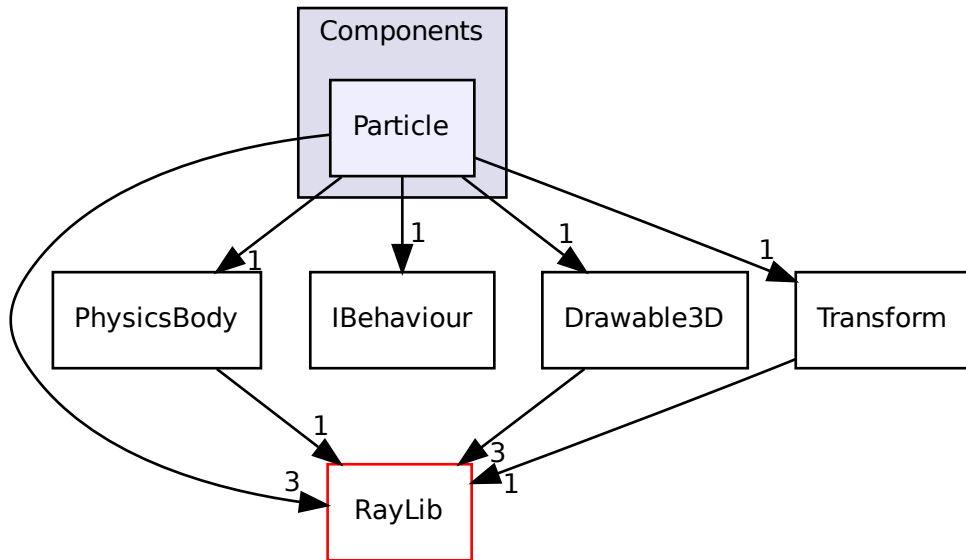 Components
Particle
1
1
1
1
PhysicsBody
IBehaviour
Drawable3D
Transform
1
3
3
1
RayLib